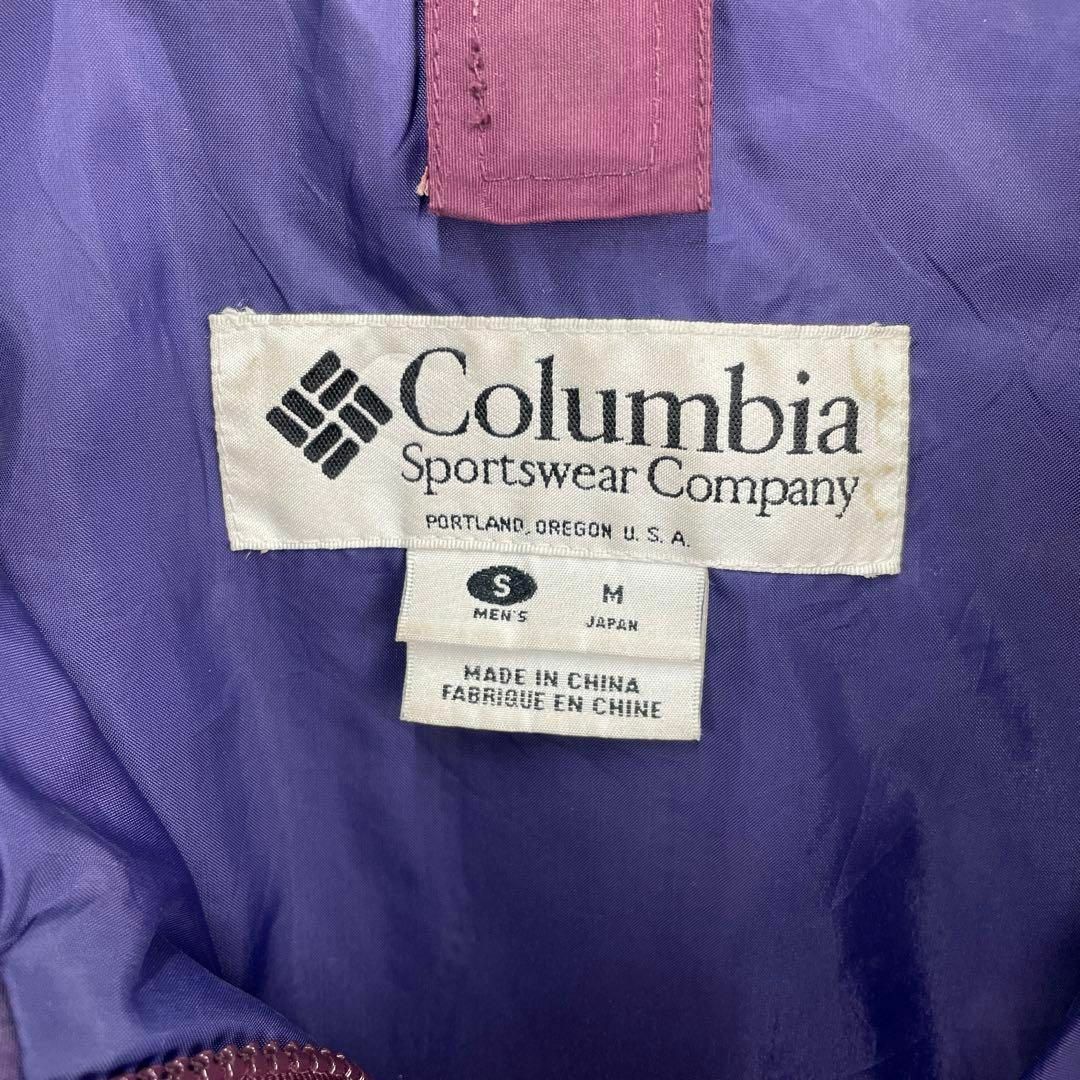 Columbia
Sportswear Company
PORTLAND, OREGON U. S. A.
S M
MEN'S JAPAN
MADE IN CHINA
FABRIQUE EN CHINE